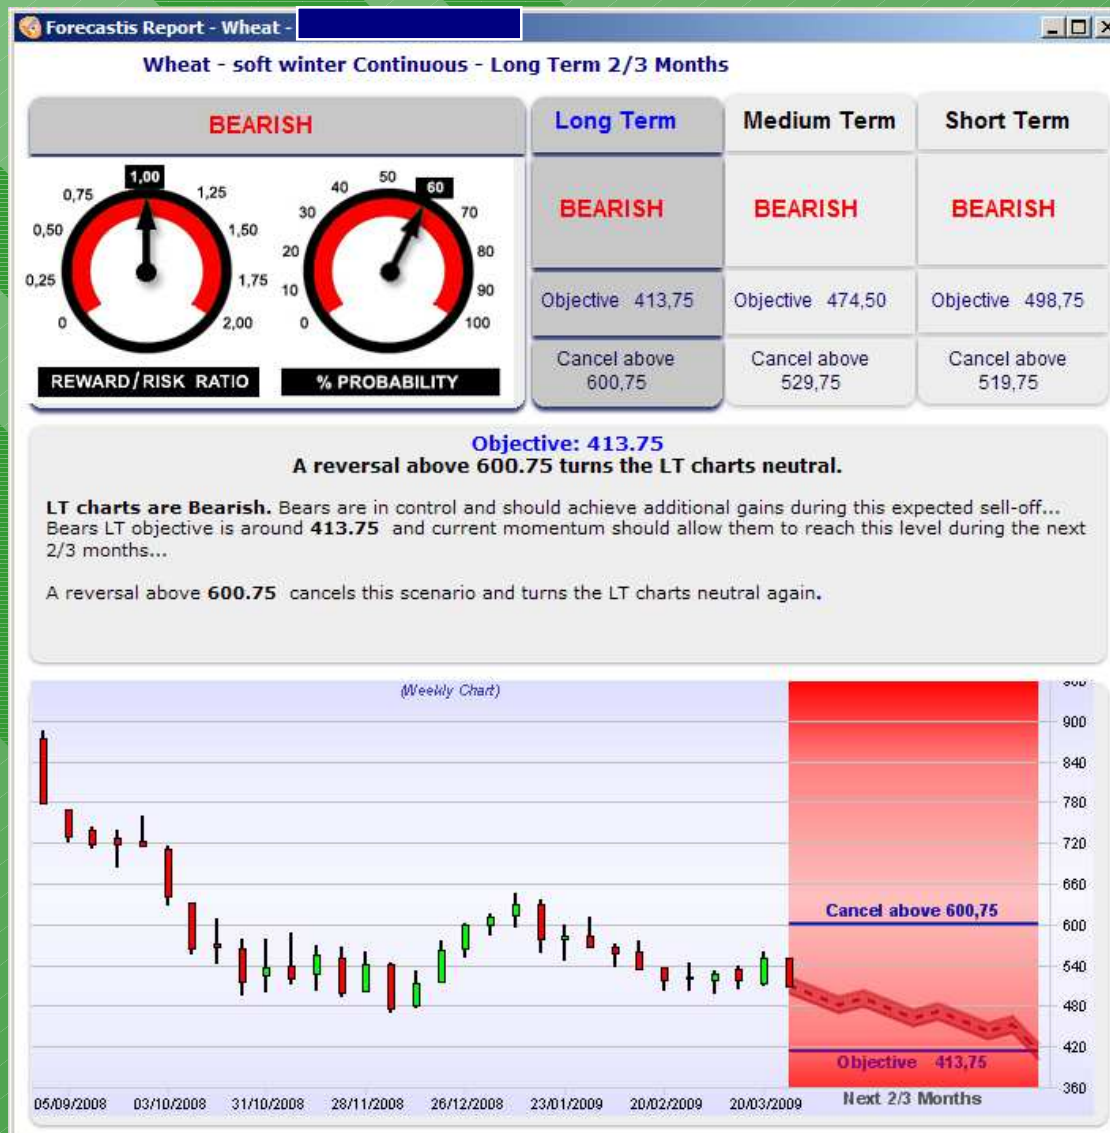 Forecastis Report - Wheat -
Wheat - soft winter Continuous - Long Term 2/3 Months
BEARISH
Long Term
Medium Term
Short Term
0
0,25
0,50
0,75
1,00
1,25
1,50
1,75
2,00
REWARD/RISK RATIO
0
10
20
30
40
50
60
70
80
90
100
% PROBABILITY
BEARISH
BEARISH
BEARISH
Objective 413,75
Objective 474,50
Objective 498,75
Cancel above
600,75
Cancel above
529,75
Cancel above
519,75
Objective: 413.75
A reversal above 600.75 turns the LT charts neutral.
LT charts are Bearish. Bears are in control and should achieve additional gains during this expected sell-off...
Bears LT objective is around 413.75 and current momentum should allow them to reach this level during the next
2/3 months...
A reversal above 600.75 cancels this scenario and turns the LT charts neutral again.
(Weekly Chart)
900
840
780
720
660
600
540
480
420
360
Cancel above 600,75
Objective 413,75
05/09/2008
03/10/2008
31/10/2008
28/11/2008
26/12/2008
23/01/2009
20/02/2009
20/03/2009
Next 2/3 Months